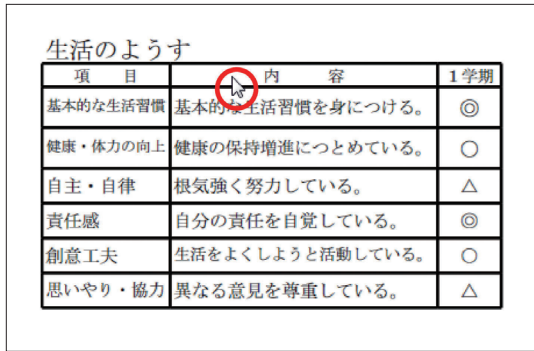 生活のようす
項　目　内　容　1学期
基本的な生活習慣　基本的な生活習慣を身につける。　◎
健康・体力の向上　健康の保持増進につとめている。　○
自主・自律　根気強く努力している。　△
責任感　自分の責任を自覚している。　◎
創意工夫　生活をよくしようと活動している。　○
思いやり・協力　異なる意見を尊重している。　△